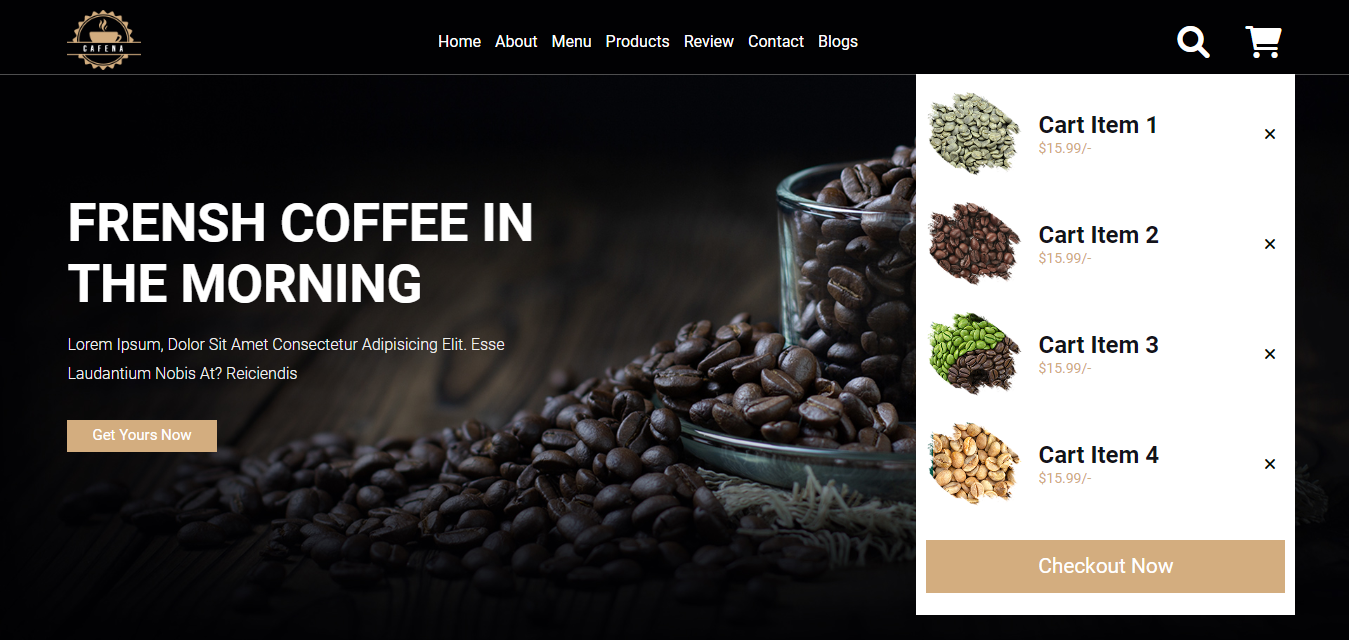 CAFENA
Home About Menu Products Review Contact Blogs
FRENSH COFFEE IN
THE MORNING
Lorem Ipsum, Dolor Sit Amet Consectetur Adipisicing Elit. Esse
Laudantium Nobis At? Reiciendis
Get Yours Now
Cart Item 1
$15.99/-
Cart Item 2
$15.99/-
Cart Item 3
$15.99/-
Cart Item 4
$15.99/-
Checkout Now